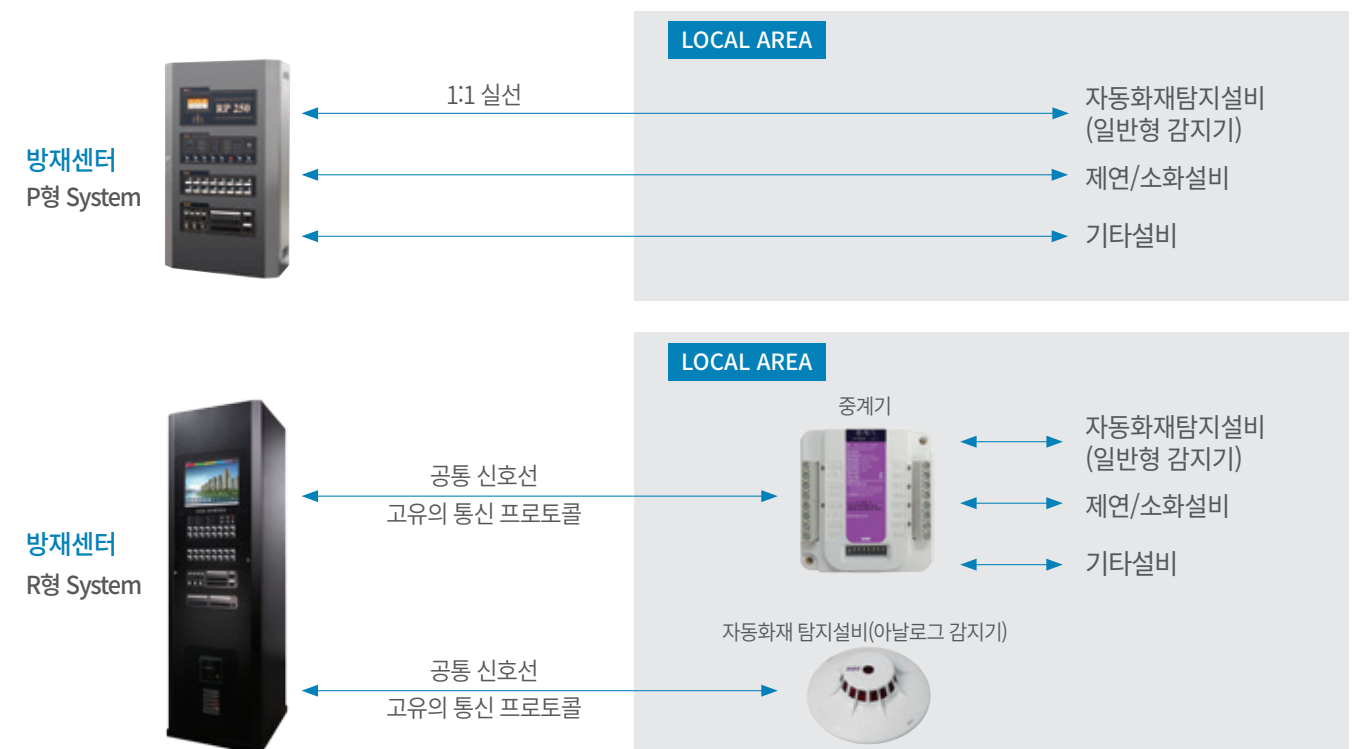 LOCAL AREA
1:1 실선
자동화재탐지설비
(일반형 감지기)
RP 250
방재센터
P형 System
제연/소화설비
기타설비
LOCAL AREA
중계기
자동화재탐지설비
(일반형 감지기)
공통 신호선
고유의 통신 프로토콜
제연/소화설비
방재센터
R형 System
기타설비
자동화재 탐지설비(아날로그 감지기)
공통 신호선
고유의 통신 프로토콜